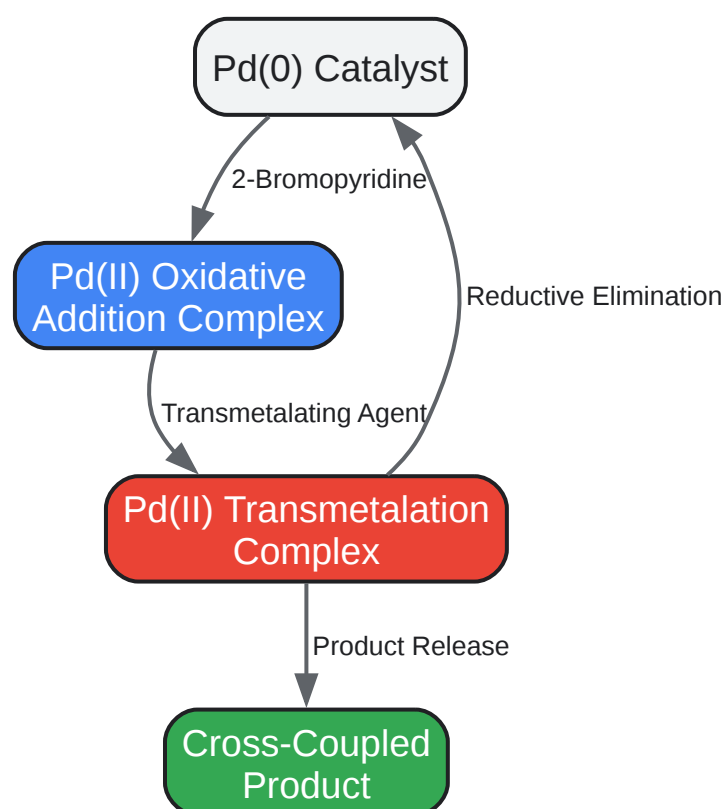 Pd(0) Catalyst
2-Bromopyridine
Pd(II) Oxidative
Addition Complex
Reductive Elimination
Transmetalating Agent
Pd(II) Transmetalation
Complex
Product Release
Cross-Coupled
Product